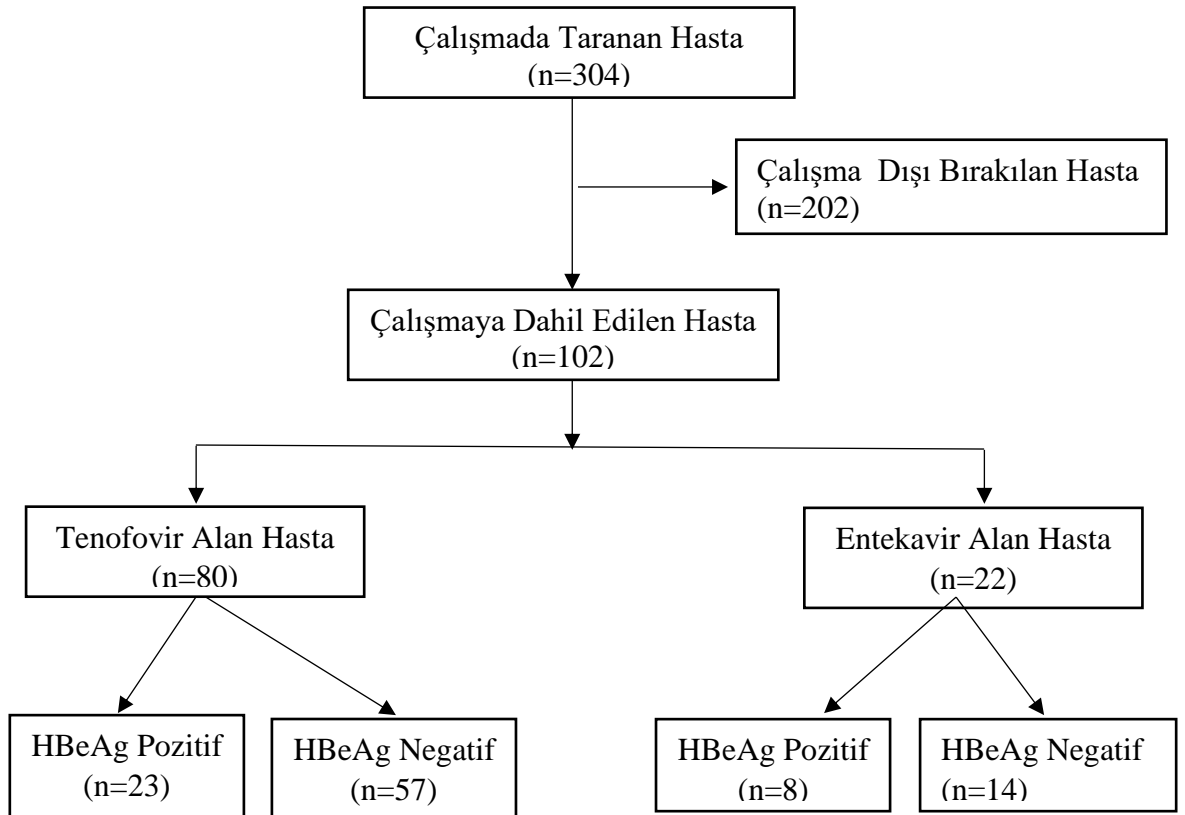 Çalışmada Taranan Hasta
(n=304)
Çalışma Dışı Bırakılan Hasta
(n=202)
Çalışmaya Dahil Edilen Hasta
(n=102)
Tenofovir Alan Hasta
(n=80)
Entekavir Alan Hasta
(n=22)
HBeAg Pozitif
(n=23)
HBeAg Negatif
(n=57)
HBeAg Pozitif
(n=8)
HBeAg Negatif
(n=14)